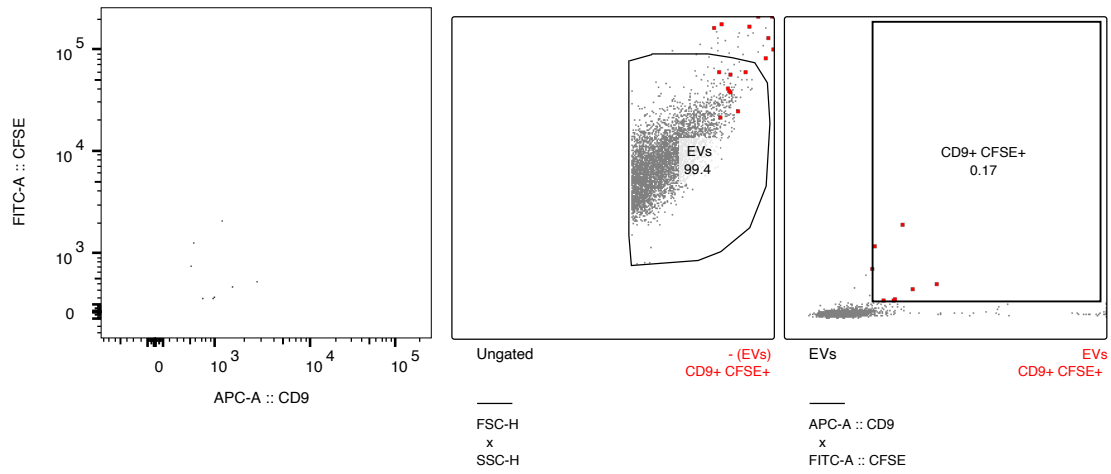 FITC-A :: CFSE
10 5
10 4
10 3
0
0
10 3
10 4
10 5
APC-A :: CD9
EVs
99.4
Ungated
- (EVs)
CD9+ CFSE+
FSC-H
x
SSC-H
CD9+ CFSE+
0.17
EVs
EVs
CD9+ CFSE+
APC-A :: CD9
x
FITC-A :: CFSE